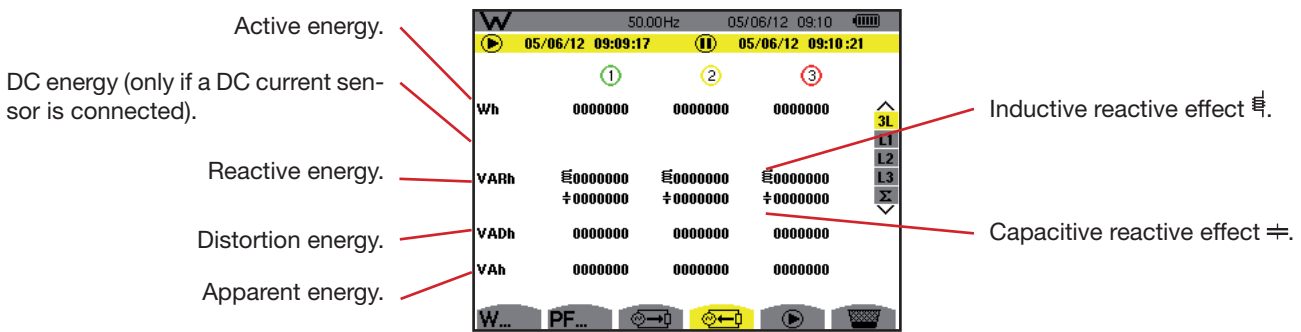 W 50.00Hz 05/06/12 09:10
05/06/12 09:09:17 05/06/12 09:10:21
1 2 3
Active energy.
DC energy (only if a DC current sen-
sor is connected).
Reactive energy.
Distortion energy.
Apparent energy.
Wh 0000000 0000000 0000000
VARh 0000000 0000000 0000000
0000000 0000000 0000000
VADh 0000000 0000000 0000000
VAh 0000000 0000000 0000000
3L
L1
L2
L3
Σ
W... PF...
Inductive reactive effect .
Capacitive reactive effect .